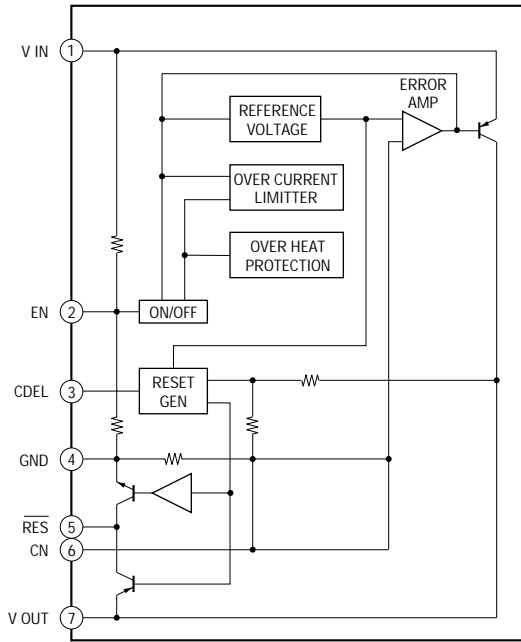 V IN 1
ERROR
AMP
REFERENCE
VOLTAGE
OVER CURRENT
LIMITTER
OVER HEAT
PROTECTION
EN 2
ON/OFF
CDEL 3
RESET
GEN
GND 4
RES 5
CN 6
V OUT 7